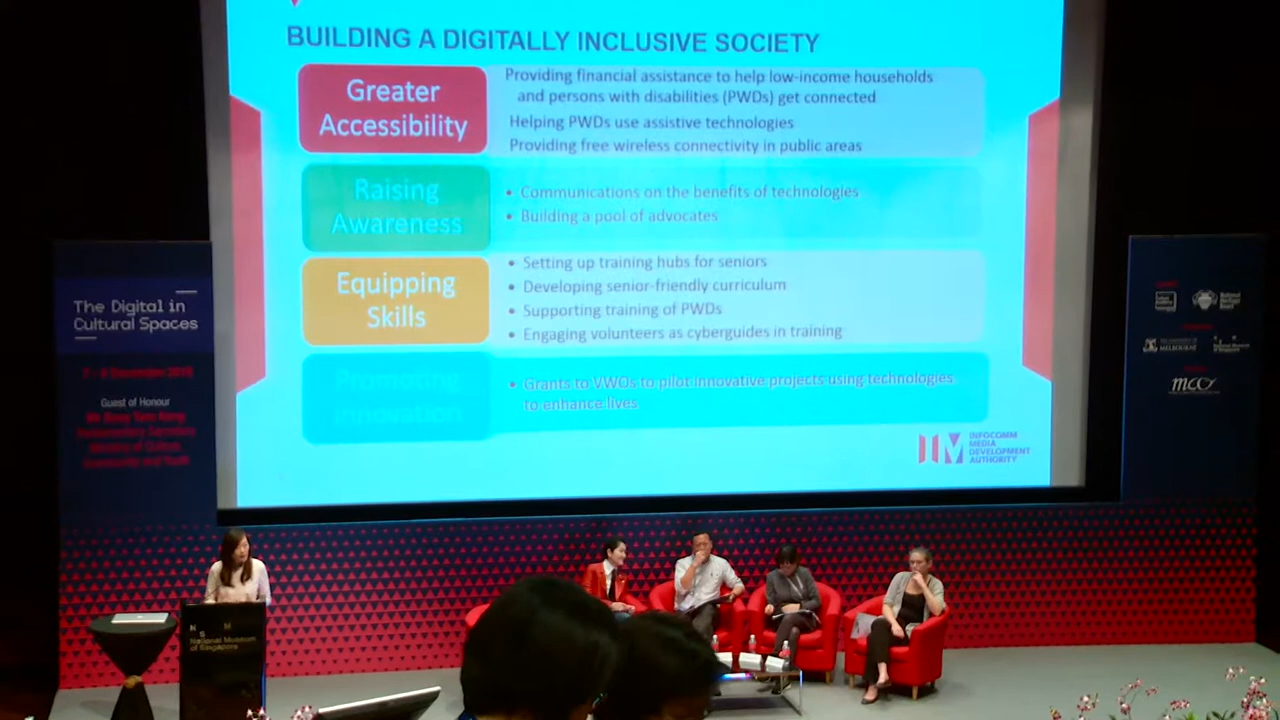 BUILDING A DIGITALLY INCLUSIVE SOCIETY
Greater
Accessibility
Providing financial assistance to help low-income households
and persons with disabilities (PWDs) get connected
Helping PWDs use assistive technologies
Providing free wireless connectivity in public areas
Raising
Awareness
• Communications on the benefits of technologies
• Building a pool of advocates
Equipping
Skills
• Setting up training hubs for seniors
• Developing senior-friendly curriculum
• Supporting training of PWDs
• Engaging volunteers as cyberguides in training
Promoting
Innovation
• Grants to VWOs to pilot innovative projects using technologies
to enhance lives
INFOCOMM
MEDIA
DEVELOPMENT
AUTHORITY
The Digital in
Cultural Spaces
Guest of Honour
National Museum
of Singapore
MELBOURNE
mccy